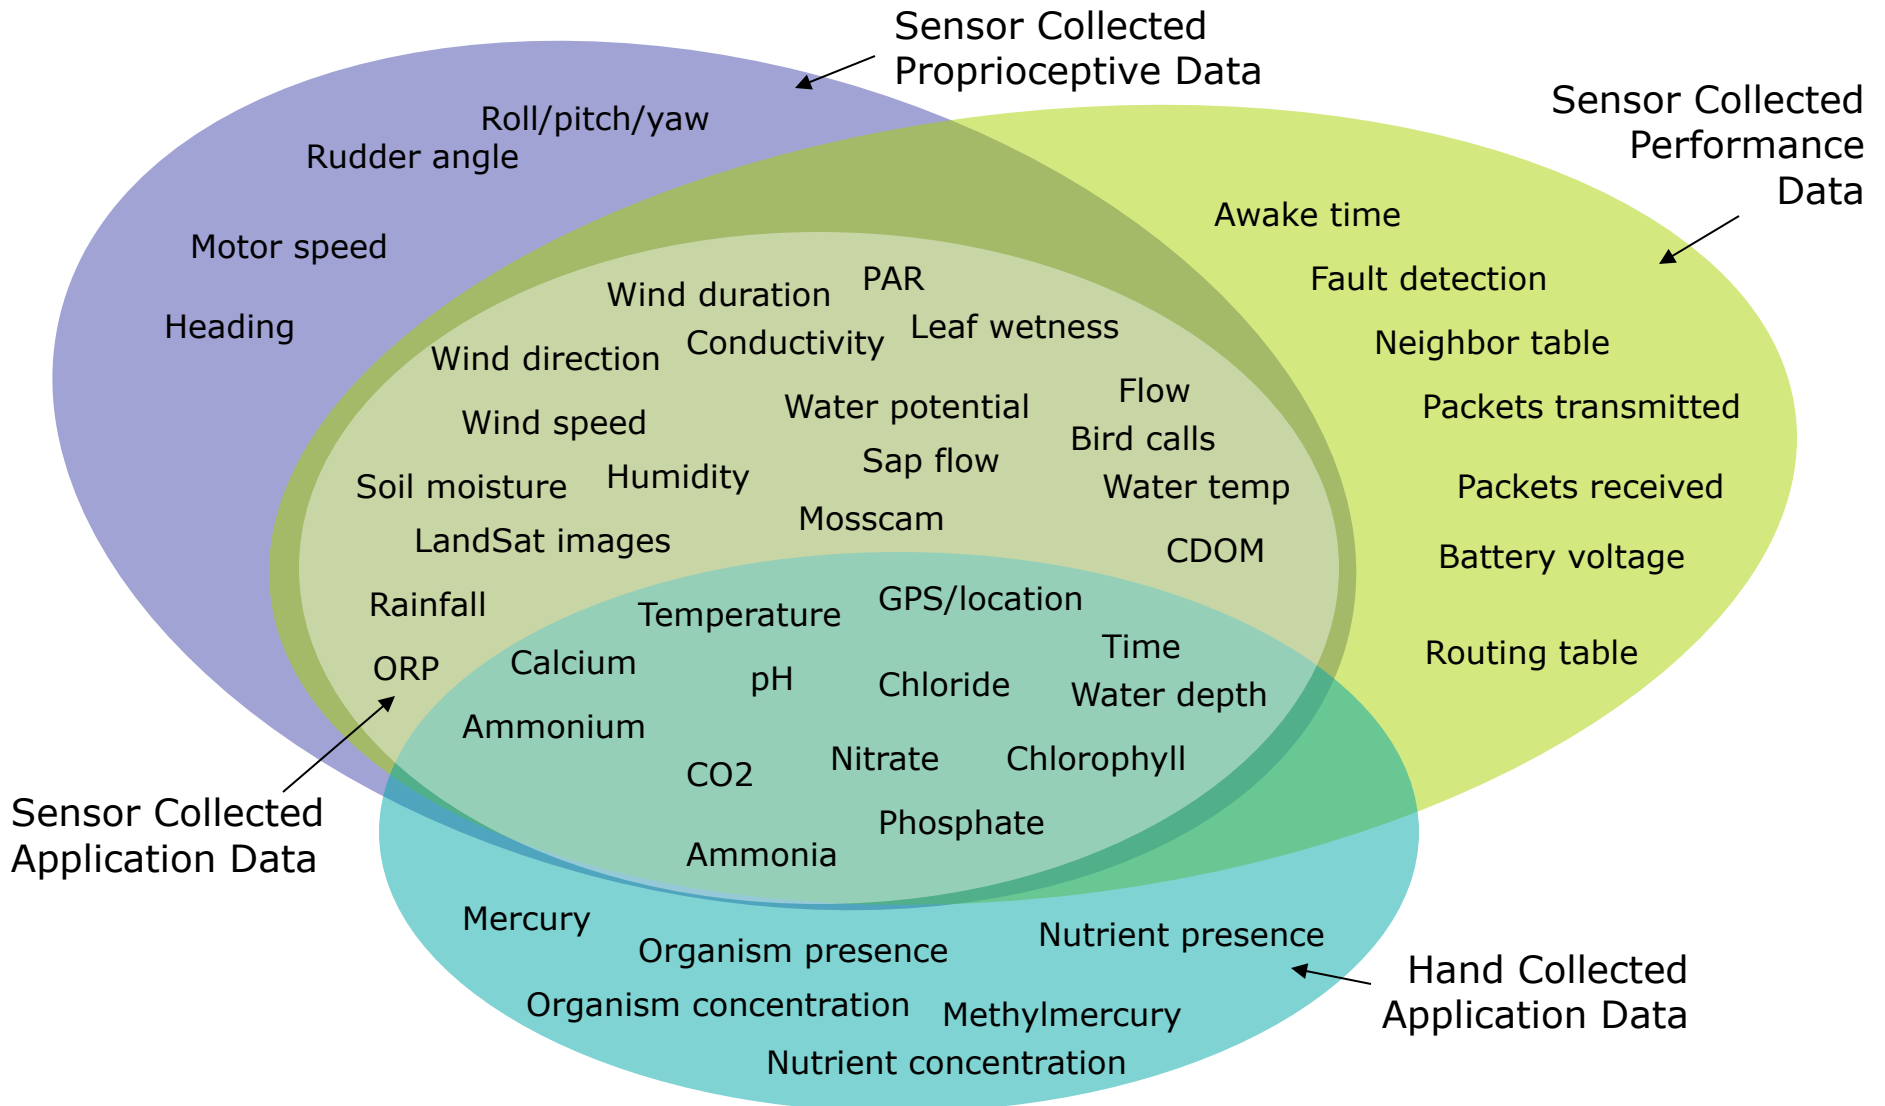 Sensor Collected
Proprioceptive Data
Sensor Collected
Performance
Data
Roll/pitch/yaw
Rudder angle
Motor speed
Heading
Awake time
Fault detection
Neighbor table
Packets transmitted
Packets received
Battery voltage
Routing table
Wind duration
PAR
Conductivity
Leaf wetness
Wind direction
Water potential
Flow
Wind speed
Bird calls
Sap flow
Soil moisture
Humidity
Water temp
Mosscam
LandSat images
CDOM
Rainfall
ORP
Temperature
GPS/location
Time
Calcium
pH
Chloride
Water depth
Ammonium
CO2
Nitrate
Chlorophyll
Phosphate
Ammonia
Sensor Collected
Application Data
Mercury
Organism presence
Nutrient presence
Organism concentration
Methylmercury
Nutrient concentration
Hand Collected
Application Data